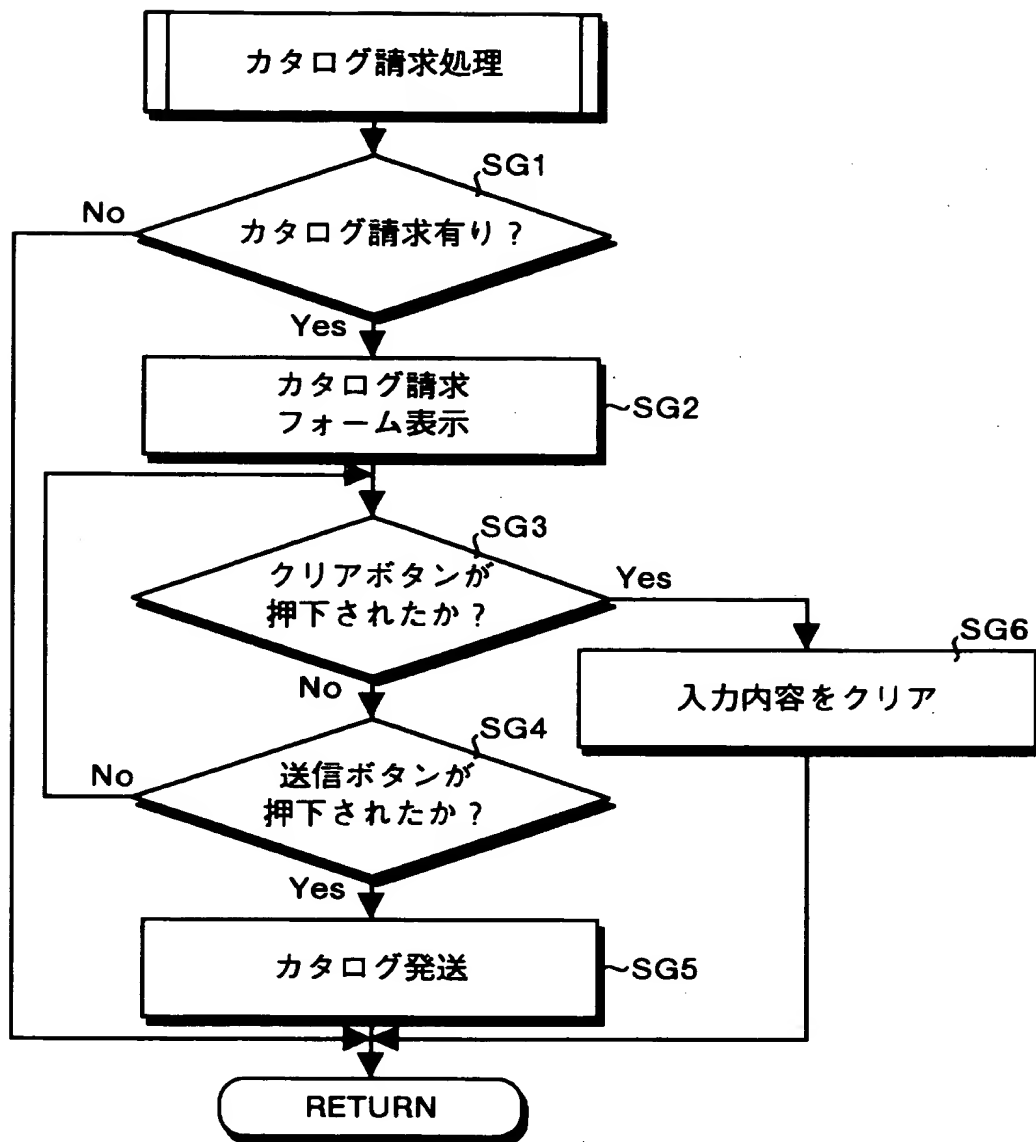 カタログ請求処理
SG1
No
カタログ請求有り？
Yes
カタログ請求
フォーム表示
SG2
SG3
クリアボタンが
押下されたか？
Yes
SG6
入力内容をクリア
No
SG4
No
送信ボタンが
押下されたか？
Yes
カタログ発送
SG5
RETURN